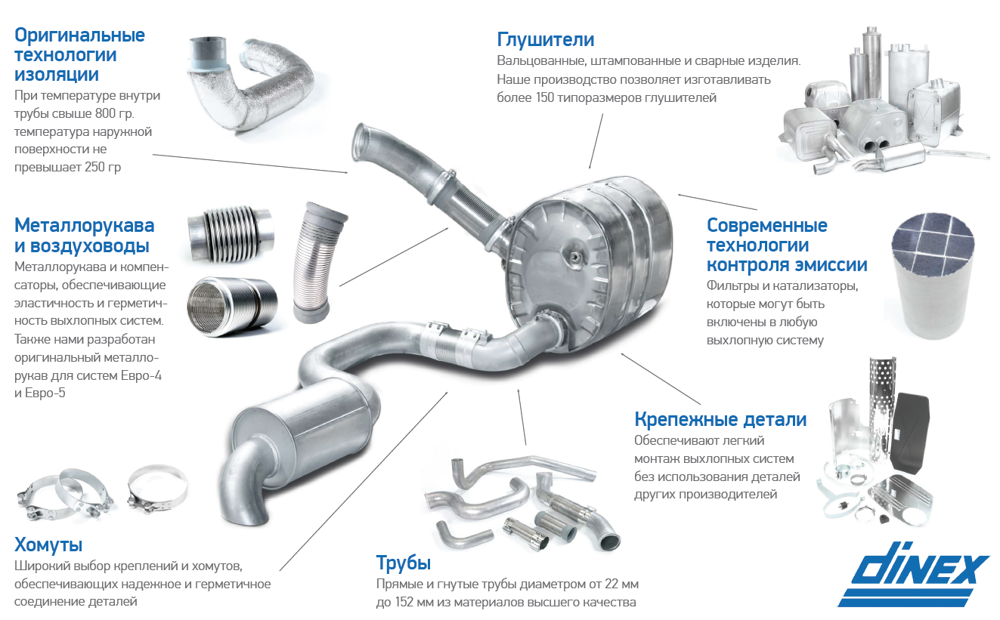 Оригинальные
технологии
изоляции
При температуре внутри
трубы свыше 800 гр.
температура наружной
поверхности не
превышает 250 гр
Глушители
Вальцованные, штампованные и сварные изделия.
Наше производство позволяет изготавливать
более 150 типоразмеров глушителей
Металлорукава
и воздуховоды
Металлорукава и компен-
саторы, обеспечивающие
эластичность и герметич-
ность выхлопных систем.
Также нами разработан
оригинальный металло-
рукав для систем Евро-4
и Евро-5
Современные
технологии
контроля эмиссии
Фильтры и катализаторы,
которые могут быть
включены в любую
выхлопную систему
Крепежные детали
Обеспечивают легкий
монтаж выхлопных систем
без использования деталей
других производителей
Хомуты
Широкий выбор креплений и хомутов,
обеспечивающих надежное и герметичное
соединение деталей
Трубы
Прямые и гнутые трубы диаметром от 22 мм
до 152 мм из материалов высшего качества
dinex